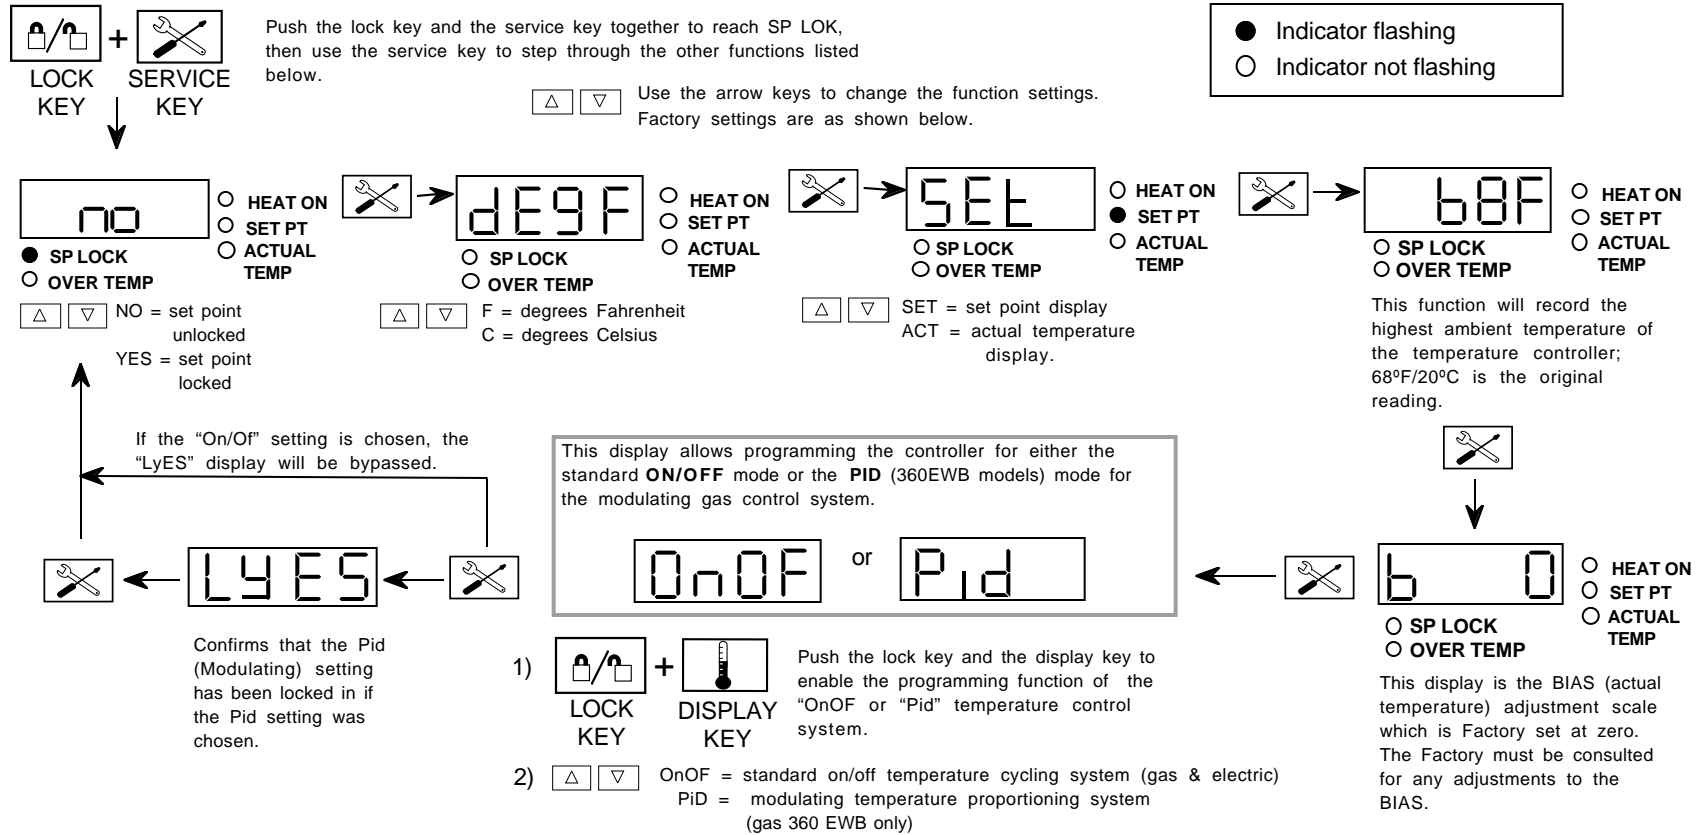 Push the lock key and the service key together to reach SP LOK,
then use the service key to step through the other functions listed
below.
LOCK
KEY
+
SERVICE
KEY
Indicator flashing
Indicator not flashing
Use the arrow keys to change the function settings.
Factory settings are as shown below.
no
HEAT ON
SET PT
ACTUAL
TEMP
SP LOCK
OVER TEMP
NO = set point
unlocked
YES = set point
locked
dEgF
HEAT ON
SET PT
ACTUAL
TEMP
SP LOCK
OVER TEMP
F = degrees Fahrenheit
C = degrees Celsius
SEt
HEAT ON
SET PT
ACTUAL
TEMP
SP LOCK
OVER TEMP
SET = set point display
ACT = actual temperature
display.
b8F
HEAT ON
SET PT
ACTUAL
TEMP
SP LOCK
OVER TEMP
This function will record the
highest ambient temperature of
the temperature controller;
68ºF/20ºC is the original
reading.
If the “On/Of” setting is chosen, the
“LyES” display will be bypassed.
This display allows programming the controller for either the
standard ON/OFF mode or the PID (360EWB models) mode for
the modulating gas control system.
OnOF
or
Pid
LyES
Confirms that the Pid
(Modulating) setting
has been locked in if
the Pid setting was
chosen.
b 0
HEAT ON
SET PT
ACTUAL
TEMP
SP LOCK
OVER TEMP
This display is the BIAS (actual
temperature) adjustment scale
which is Factory set at zero.
The Factory must be consulted
for any adjustments to the
BIAS.
1)
LOCK
KEY
+
DISPLAY
KEY
Push the lock key and the display key to
enable the programming function of the
“OnOF or “Pid” temperature control
system.
2)
OnOF = standard on/off temperature cycling system (gas & electric)
PiD = modulating temperature proportioning system
(gas 360 EWB only)